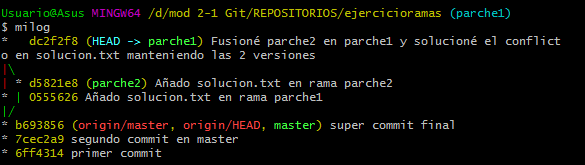 Usuario@Asus MINGW64 /d/mod 2-1 Git/REPOSITORIOS/ejercicioramas (parche1)
$ milog
*   dc2f2f8 (HEAD -> parche1) Fusioné parche2 en parche1 y solucioné el conflict
o en solucion.txt manteniendo las 2 versiones
|\
| * d5821e8 (parche2) Añado solucion.txt en rama parche2
* | 0555626 Añado solucion.txt en rama parche1
|/
* b693856 (origin/master, origin/HEAD, master) super commit final
* 7cec2a9 segundo commit en master
* 6ff4314 primer commit